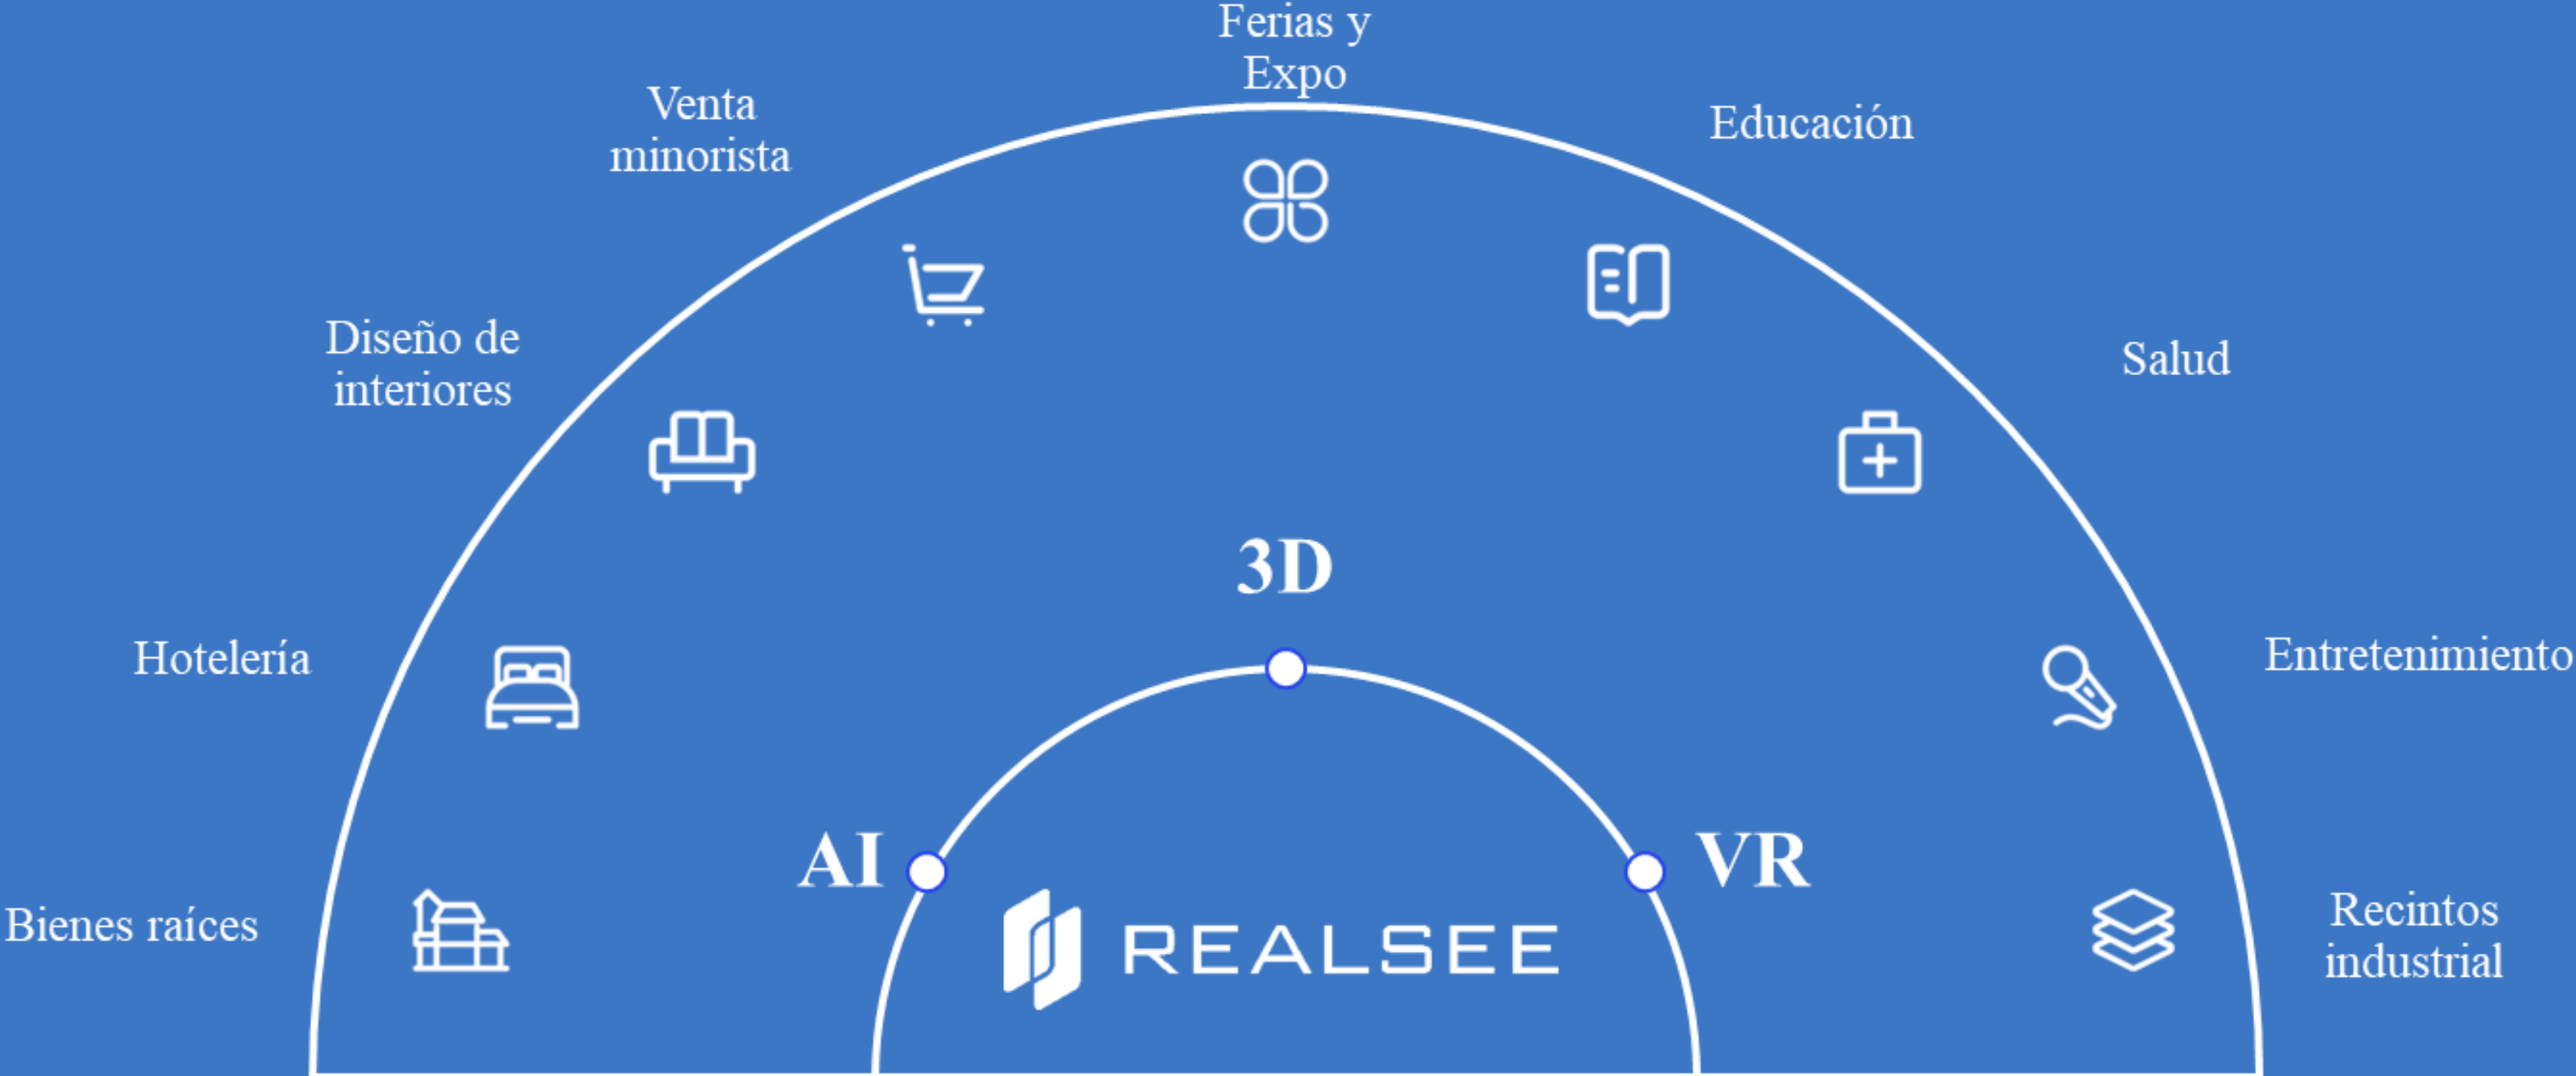 Ferias y
Expo
Venta
minorista
Educación
Diseño de
interiores
Salud
3D
Hotelería
Entretenimiento
AI
VR
Bienes raíces
REALSEE
Recintos
industrial